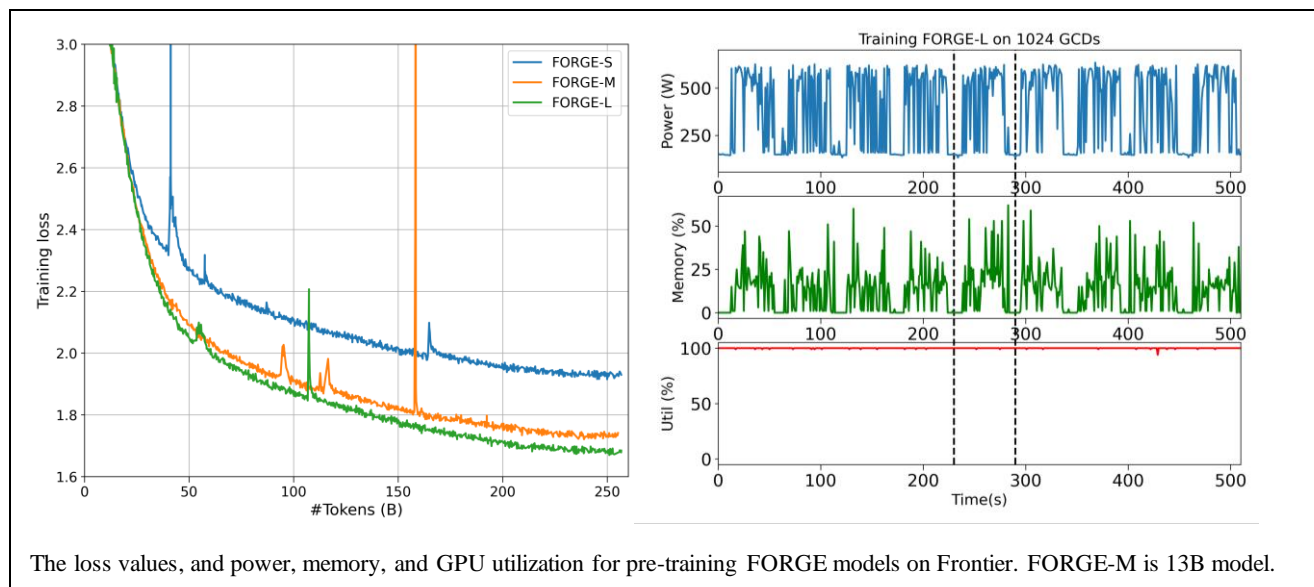 3.0
2.8
2.6
2.4
2.2
2.0
1.8
1.6
Training loss
0 50 100 150 200 250
#Tokens (B)
FORGE-S
FORGE-M
FORGE-L
Training FORGE-L on 1024 GCDs
Power (W)
500
250
0 100 200 300 400 500
Memory (%)
50
25
0
0 100 200 300 400 500
Util (%)
100
50
0
0 100 200 300 400 500
Time(s)
The loss values, and power, memory, and GPU utilization for pre-training FORGE models on Frontier. FORGE-M is 13B model.